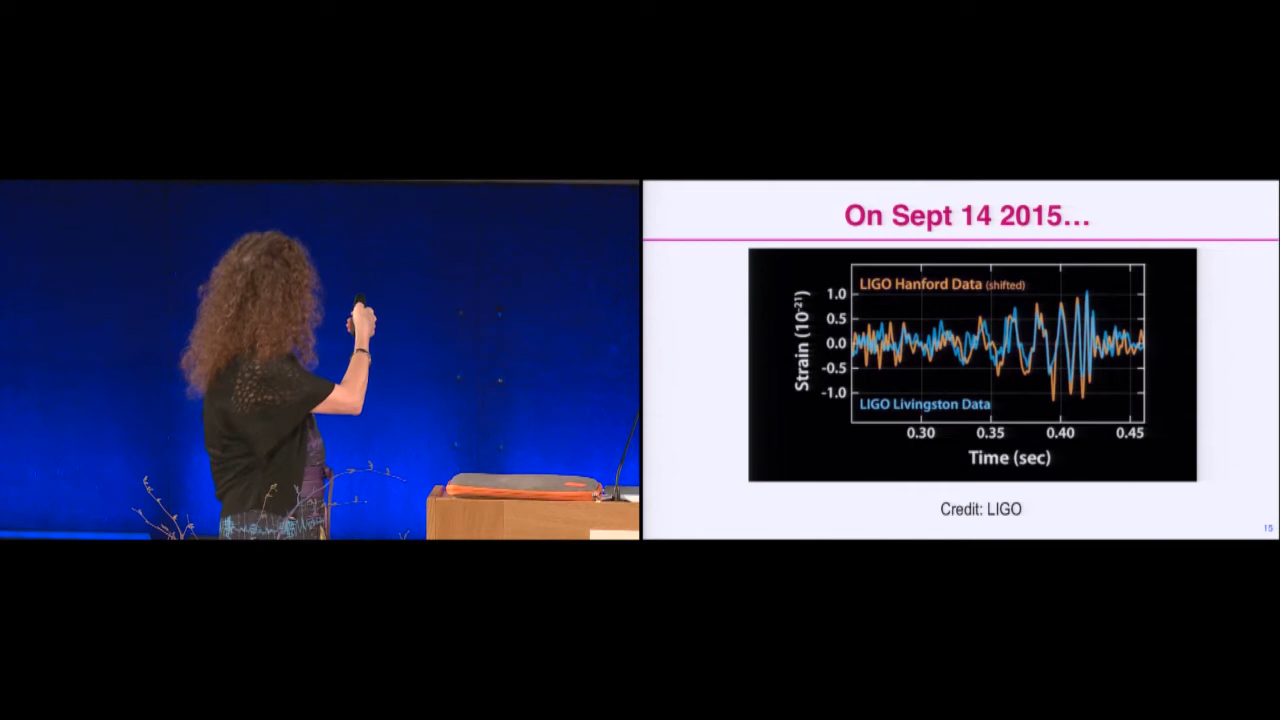 On Sept 14 2015...
LIGO Hanford Data (shifted)
1.0
0.5
0.0
-0.5
-1.0
Strain (10⁻²¹)
LIGO Livingston Data
0.30 0.35 0.40 0.45
Time (sec)
Credit: LIGO
15